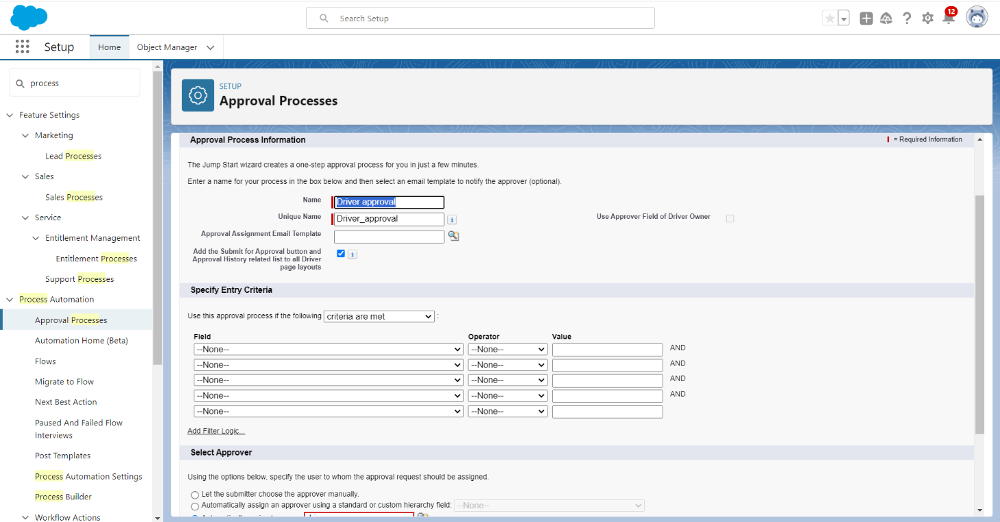 Search Setup
12
Setup
Home
Object Manager
process
Feature Settings
Marketing
Lead Processes
Sales
Sales Processes
Service
Entitlement Management
Entitlement Processes
Support Processes
Process Automation
Approval Processes
Automation Home (Beta)
Flows
Migrate to Flow
Next Best Action
Paused And Failed Flow
Interviews
Post Templates
Process Automation Settings
Process Builder
Workflow Actions
SETUP
Approval Processes
Approval Process Information
= Required Information
The Jump Start wizard creates a one-step approval process for you in just a few minutes.
Enter a name for your process in the box below and then select an email template to notify the approver (optional).
Name Driver approval
Unique Name Driver_approval i
Use Approver Field of Driver Owner
Approval Assignment Email Template
Add the Submit for Approval button and
Approval History related list to all Driver
page layouts
i
Specify Entry Criteria
Use this approval process if the following criteria are met :
Field Operator Value
--None-- --None-- AND
--None-- --None-- AND
--None-- --None-- AND
--None-- --None-- AND
--None-- --None--
Add Filter Logic...
Select Approver
Using the options below, specify the user to whom the approval request should be assigned.
Let the submitter choose the approver manually.
Automatically assign an approver using a standard or custom hierarchy field: --None--